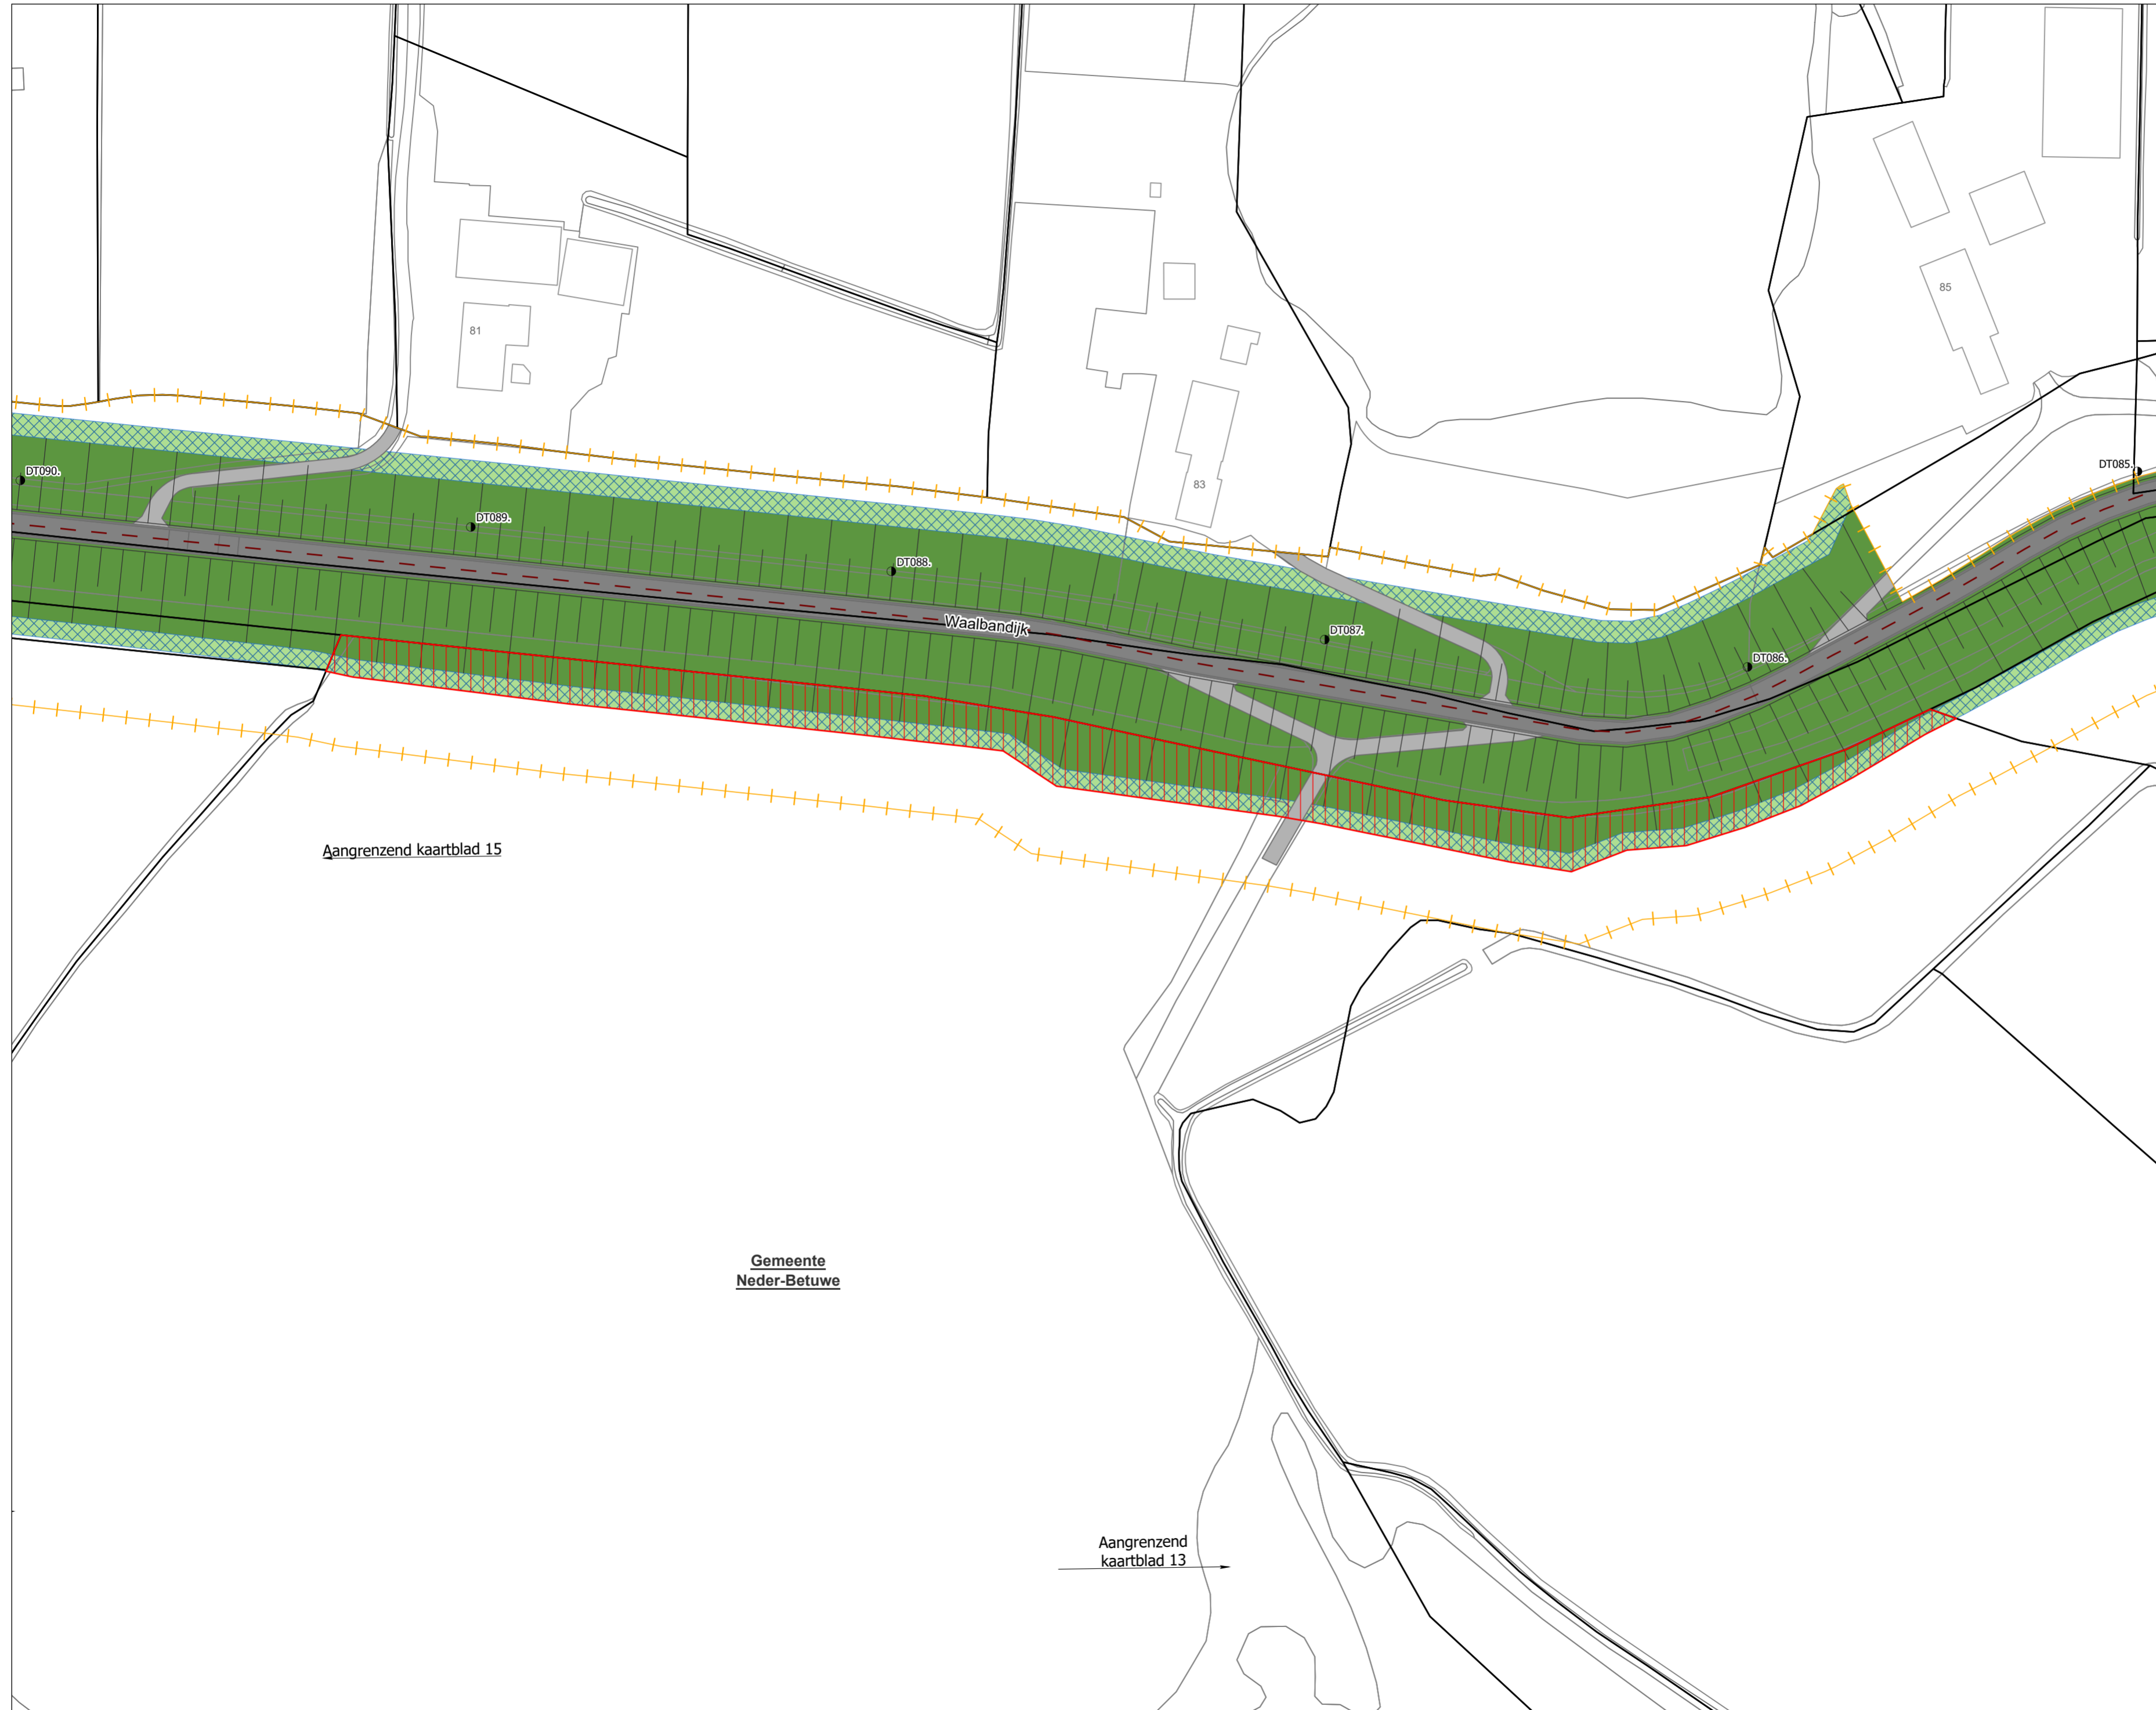 81
85
DT090.
DT085.
83
DT089.
DT088.
Waalbandijk
DT087.
DT086.
Aangrenzend kaartblad 15
Gemeente
Neder-Betuwe
Aangrenzend
kaartblad 13